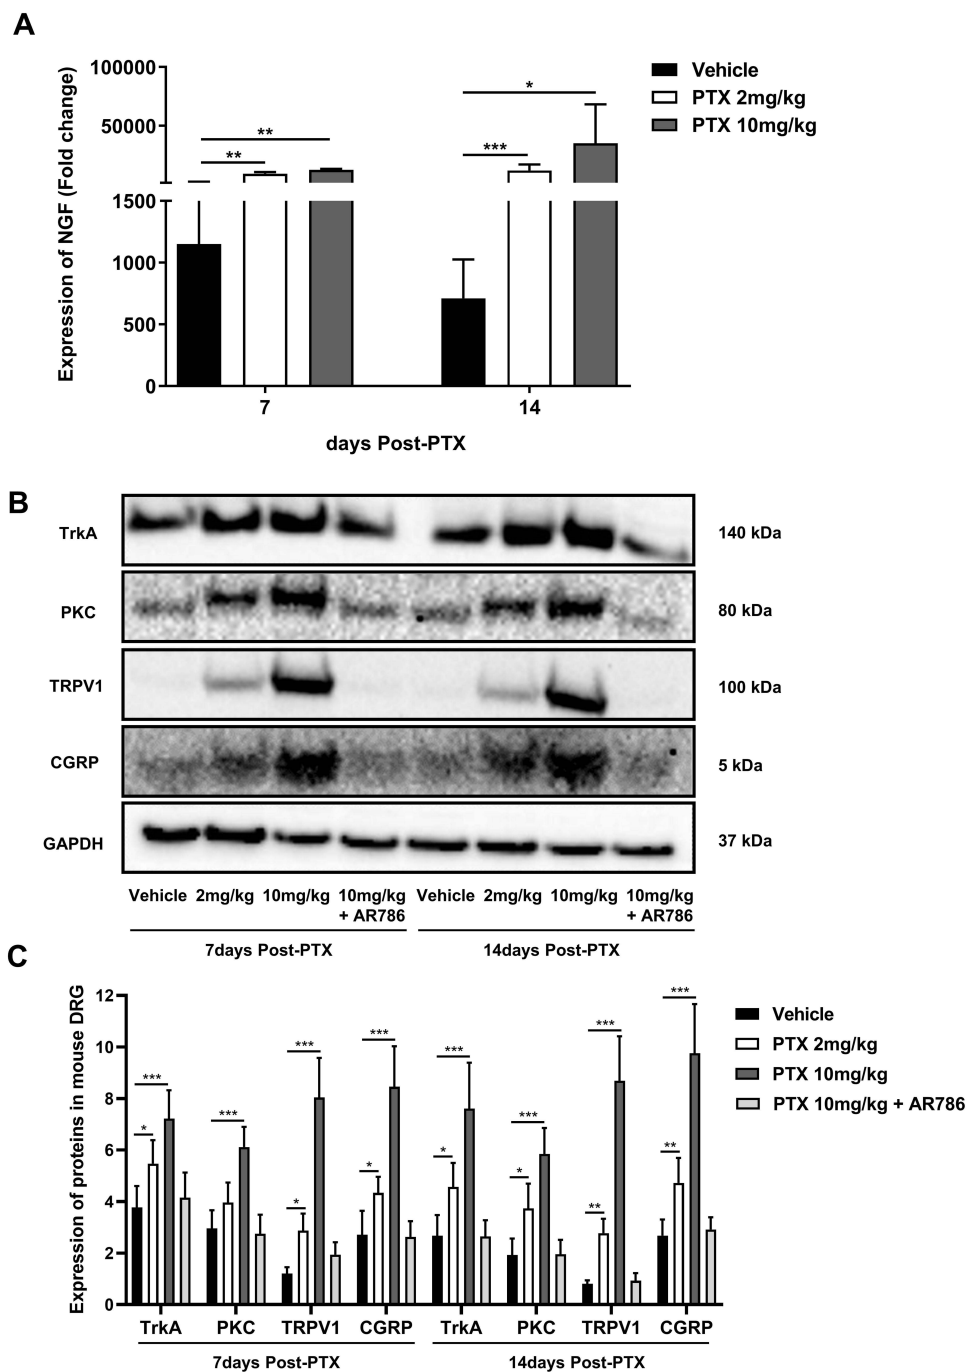 A
Expression of NGF (Fold change)
100000
50000
1500
1000
500
0
**
**
***
*
7
14
days Post-PTX
Vehicle
PTX 2mg/kg
PTX 10mg/kg
B
TrkA
140 kDa
PKC
80 kDa
TRPV1
100 kDa
CGRP
5 kDa
GAPDH
37 kDa
Vehicle 2mg/kg 10mg/kg 10mg/kg Vehicle 2mg/kg 10mg/kg 10mg/kg
+ AR786 + AR786
7days Post-PTX 14days Post-PTX
C
Expression of proteins in mouse DRG
12
10
8
6
4
2
0
*
***
***
*
***
*
***
*
***
*
***
**
***
**
***
TrkA PKC TRPV1 CGRP TrkA PKC TRPV1 CGRP
7days Post-PTX 14days Post-PTX
Vehicle
PTX 2mg/kg
PTX 10mg/kg
PTX 10mg/kg + AR786